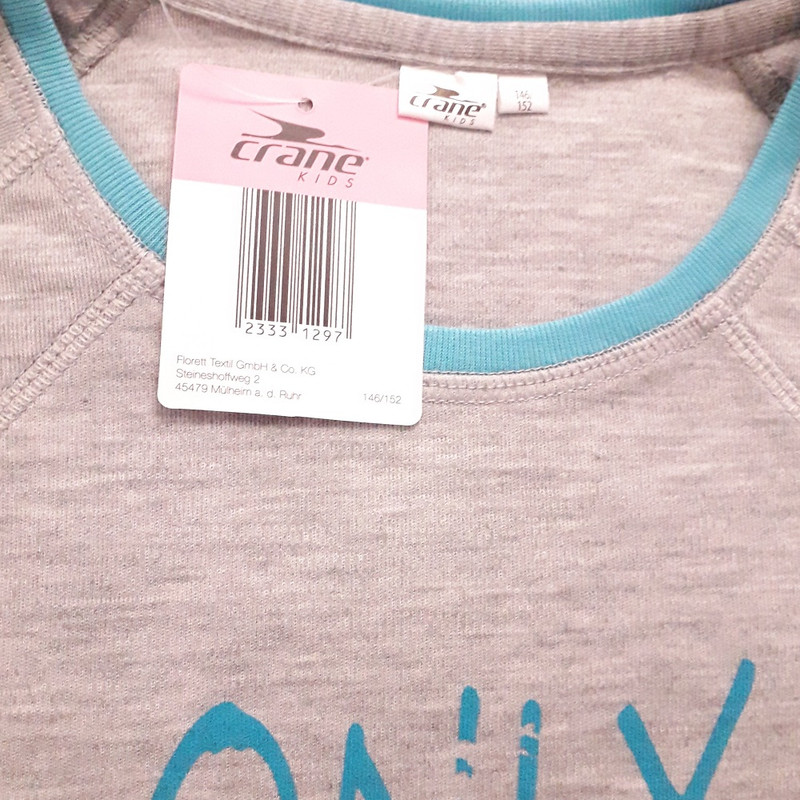 crane®
KIDS
146/
152
crane®
KIDS
2333 1297
Florett Textil GmbH & Co. KG
Steineshoffweg 2
45479 Mülheim a. d. Ruhr
146/152
ONLY